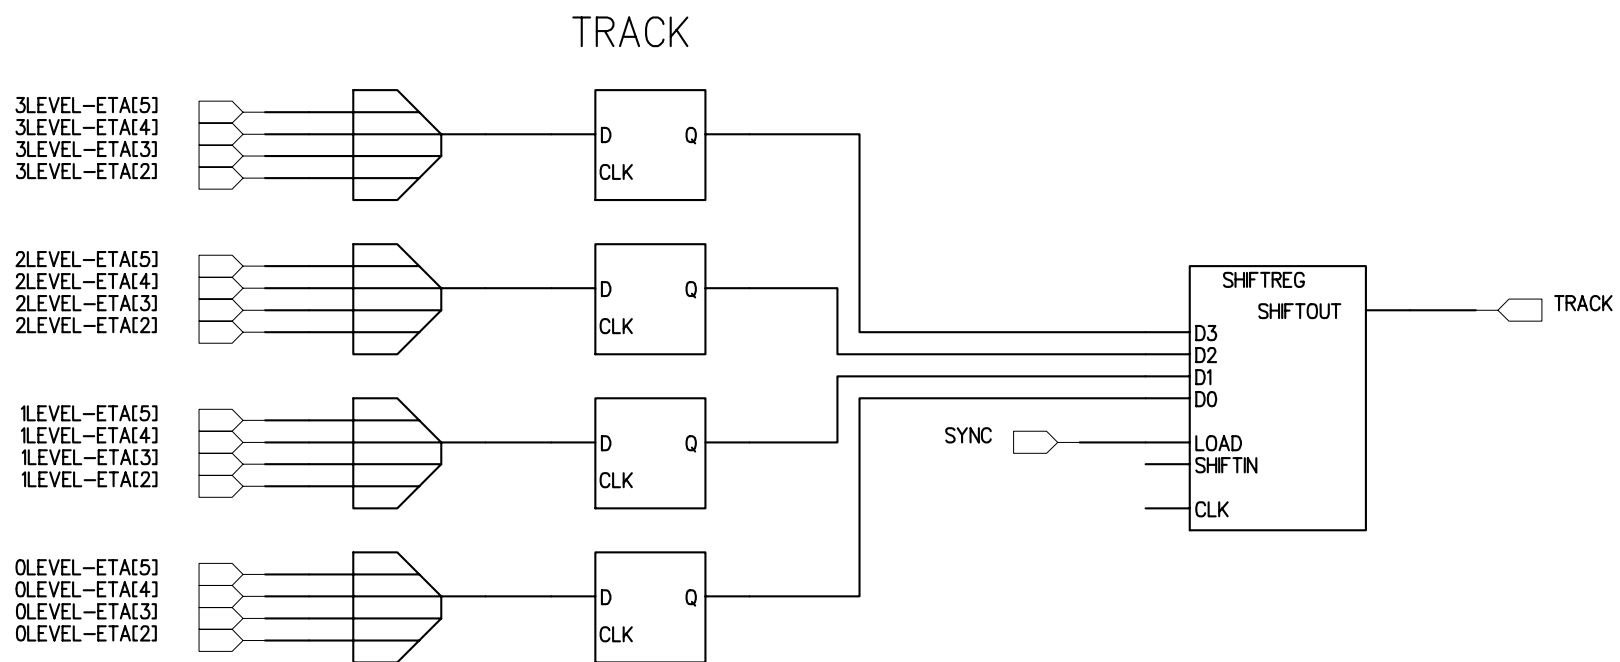 TRACK
3LEVEL-ETA[5]
3LEVEL-ETA[4]
3LEVEL-ETA[3]
3LEVEL-ETA[2]
D
Q
CLK
2LEVEL-ETA[5]
2LEVEL-ETA[4]
2LEVEL-ETA[3]
2LEVEL-ETA[2]
D
Q
CLK
SHIFTREG
SHIFTOUT
TRACK
D3
D2
D1
D0
1LEVEL-ETA[5]
1LEVEL-ETA[4]
1LEVEL-ETA[3]
1LEVEL-ETA[2]
D
Q
CLK
SYNC
LOAD
SHIFTIN
CLK
0LEVEL-ETA[5]
0LEVEL-ETA[4]
0LEVEL-ETA[3]
0LEVEL-ETA[2]
D
Q
CLK